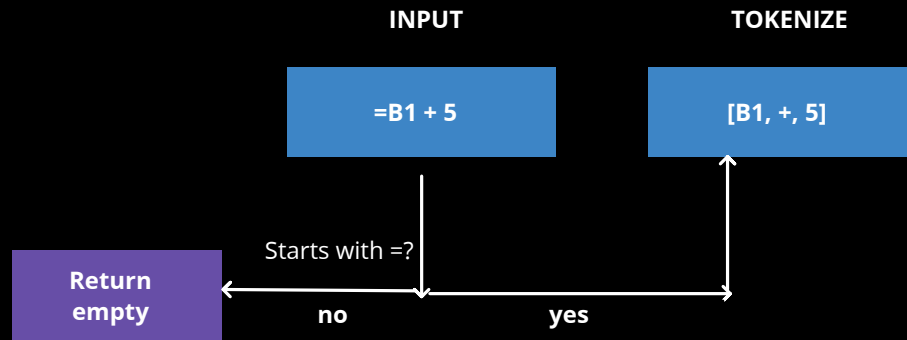 INPUT
TOKENIZE
=B1 + 5
[B1, +, 5]
Starts with =?
Return
empty
no
yes